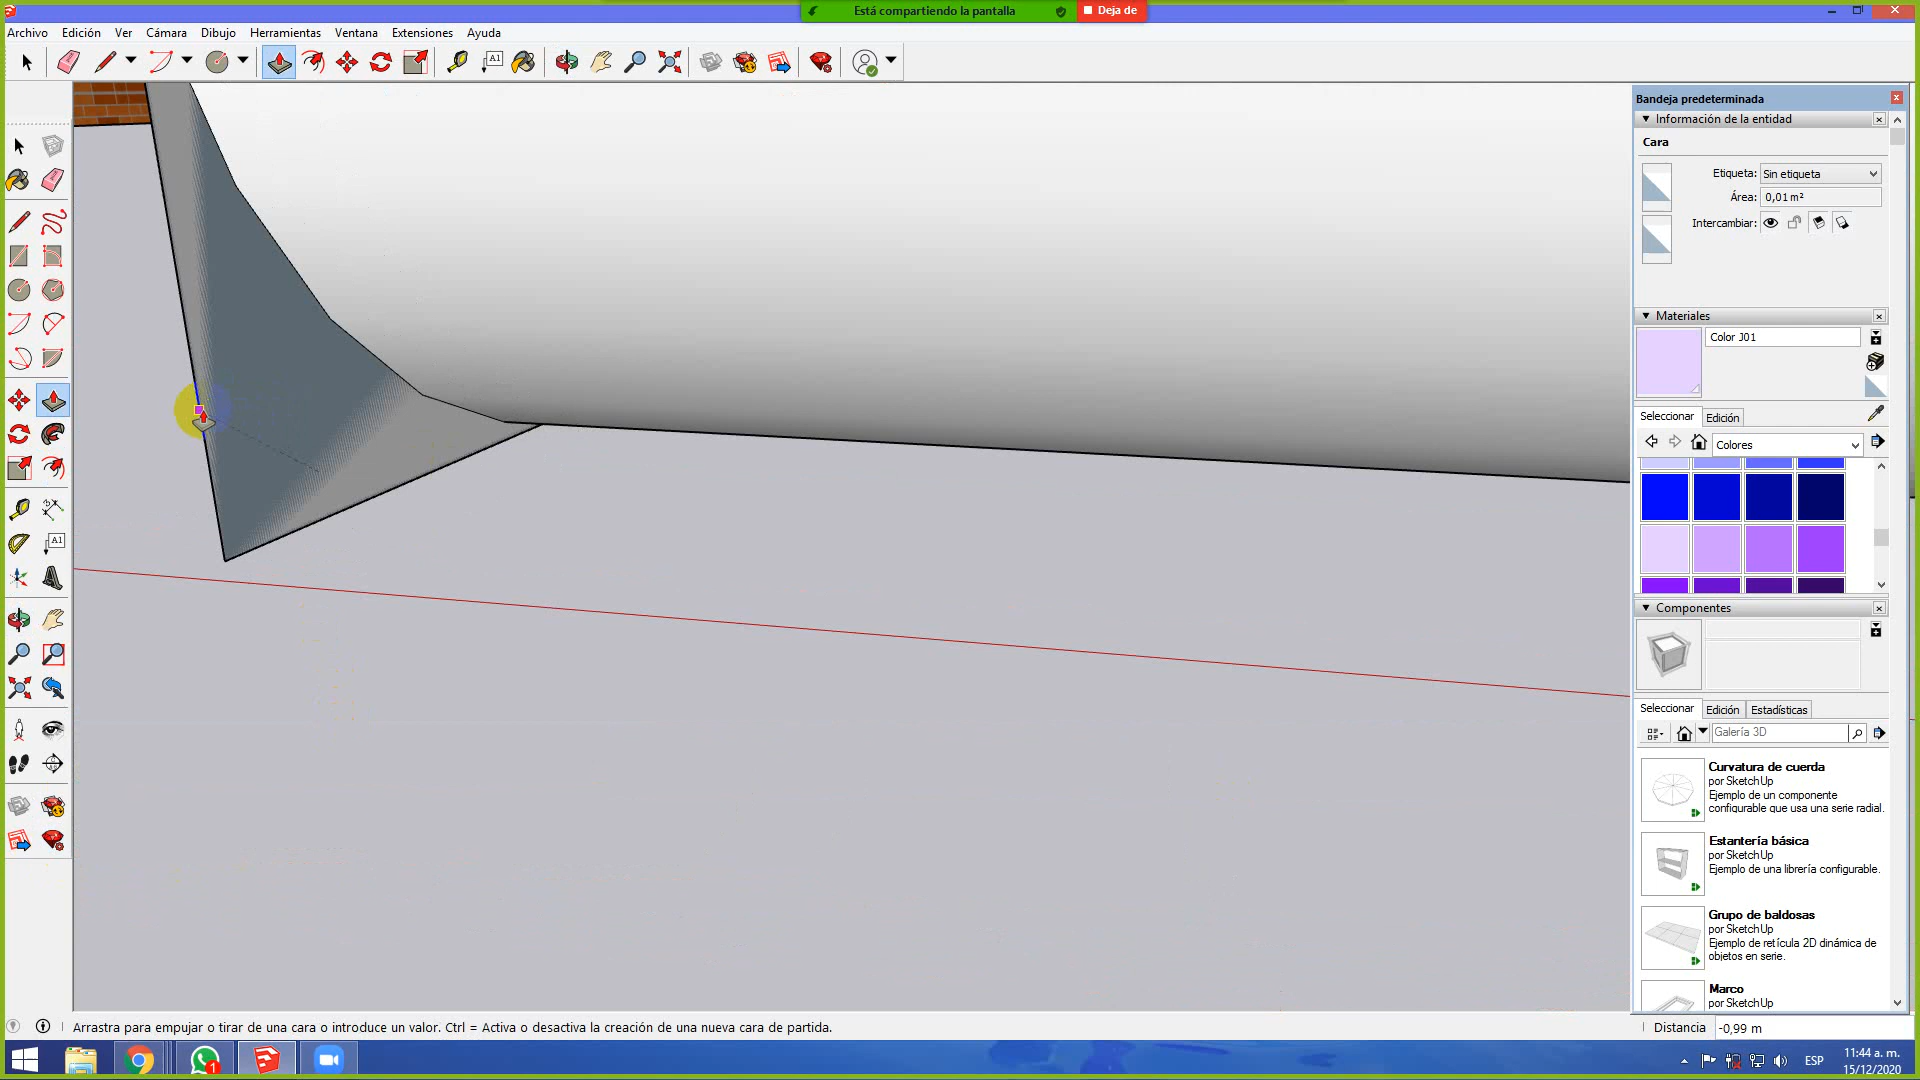 Está compartiendo la pantalla
Deja de
Archivo Edición Ver Cámara Dibujo Herramientas Ventana Extensiones Ayuda
A1
Bandeja predeterminada
Información de la entidad
Cara
Etiqueta: Sin etiqueta
Área: 0,01 m²
Intercambiar:
Materiales
Color J01
Seleccionar Edición
Colores
A1
Componentes
Seleccionar Edición Estadísticas
Galería 3D
Curvatura de cuerda
por SketchUp
Ejemplo de un componente
configurable que usa una serie radial.
Estantería básica
por SketchUp
Ejemplo de una librería configurable.
Grupo de baldosas
por SketchUp
Ejemplo de retícula 2D dinámica de
objetos en serie.
Marco
por SketchUp
Arrastra para empujar o tirar de una cara o introduce un valor. Ctrl = Activa o desactiva la creación de una nueva cara de partida.
Distancia -0,99 m
1
ESP
11:44 a. m.
15/12/2020